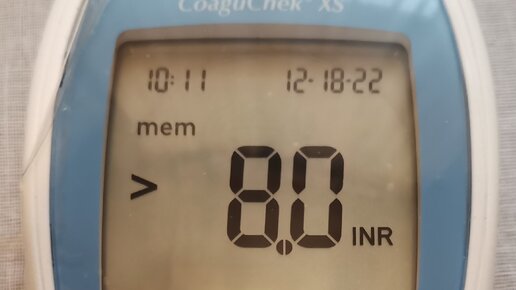 CoaguChek XS
10:11 12-18-22
mem
> 8.0 INR